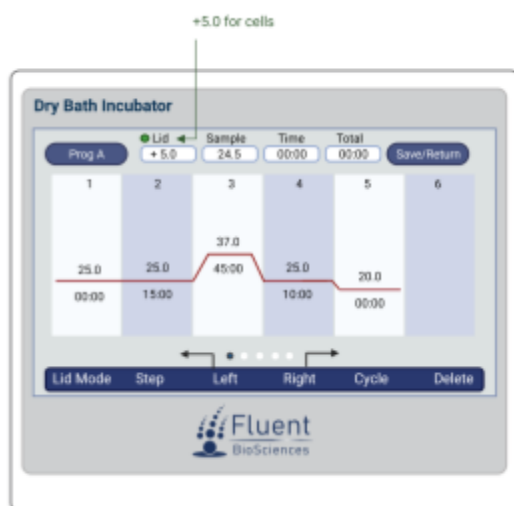 +5.0 for cells
Dry Bath Incubator
Lid Sample Time Total
Prog A + 5.0 24.5 00:00 00:00 Save/Return
1 2 3 4 5 6
37.0
25.0 25.0 45:00 25.0 20.0
00:00 15:00 10:00 00:00
Lid Mode Step Left Right Cycle Delete
Fluent
BioSciences